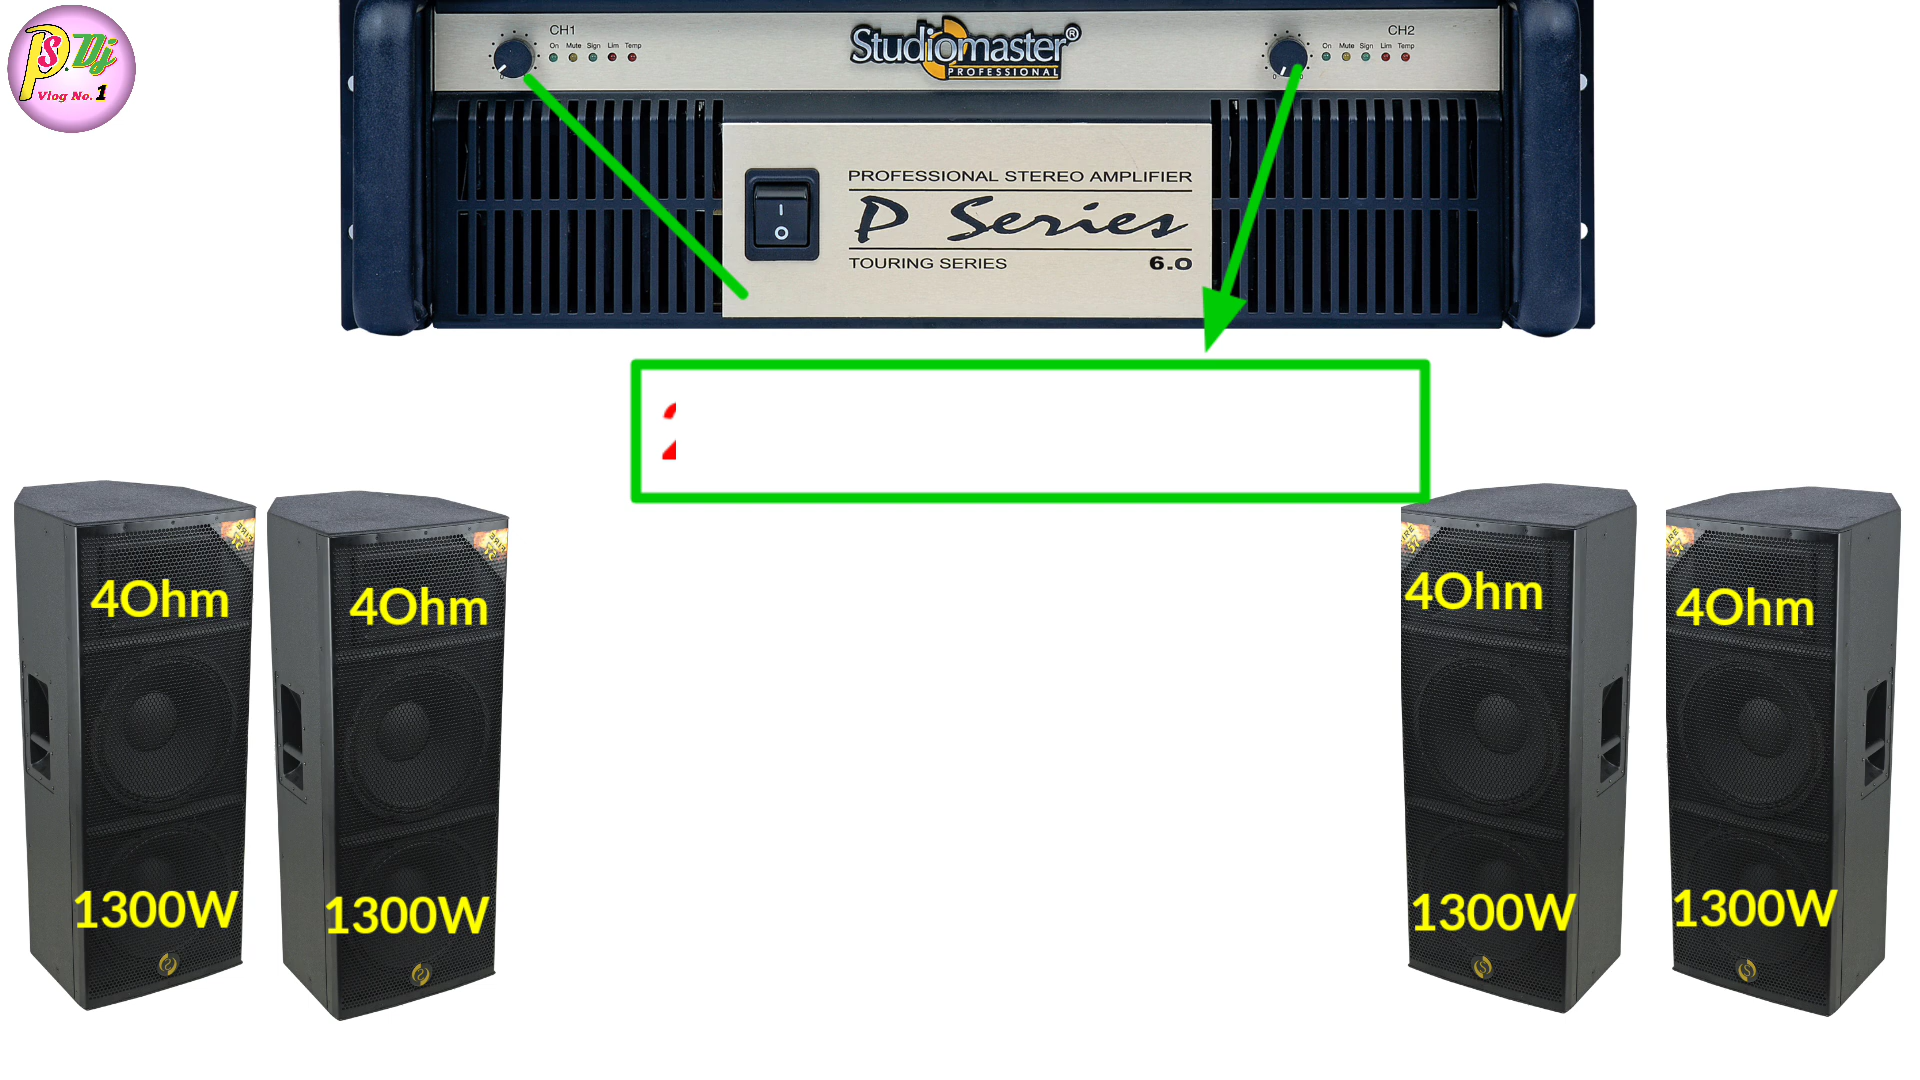 PS.Dj
Vlog No. 1
CH1
On Mute Sign Lim Temp
Studiomaster®
PROFESSIONAL
CH2
On Mute Sign Lim Temp
PROFESSIONAL STEREO AMPLIFIER
P Series
TOURING SERIES 6.0
4Ohm
4Ohm
4Ohm
4Ohm
1300W
1300W
1300W
1300W